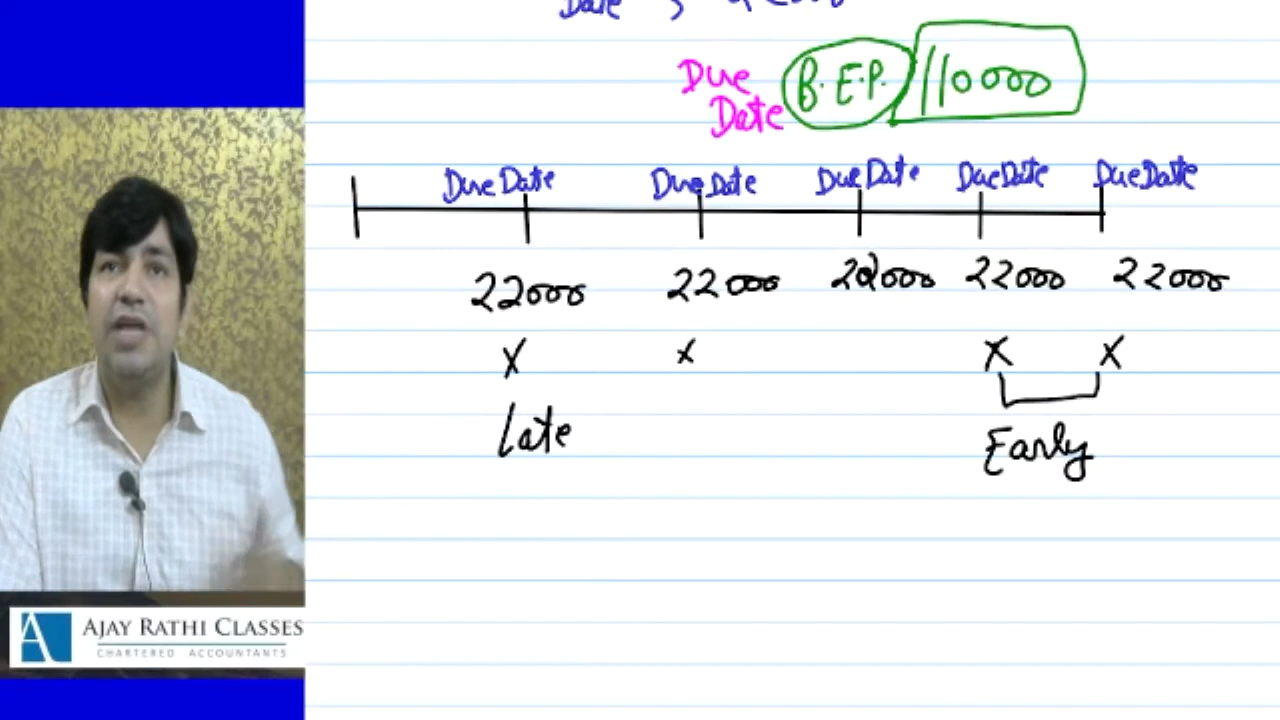 Date
Due B.E.P. 110000
Date
Due Date Due Date Due Date Due Date Due Date
22000 22000 22000 22000 22000
X X X X
Late Early
AJAY RATHI CLASSES
CHARTERED ACCOUNTANTS